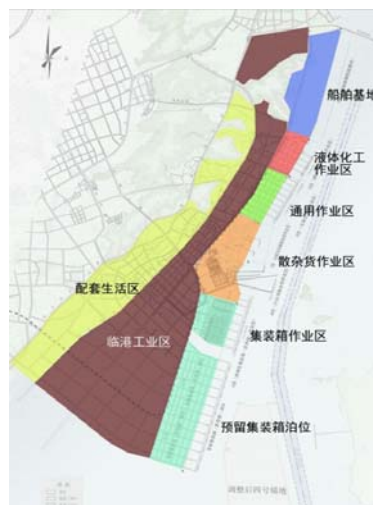 船舶基地
液体化工
作业区
通用作业区
散杂货作业区
配套生活区
临港工业区
集装箱作业区
预留集装箱泊位